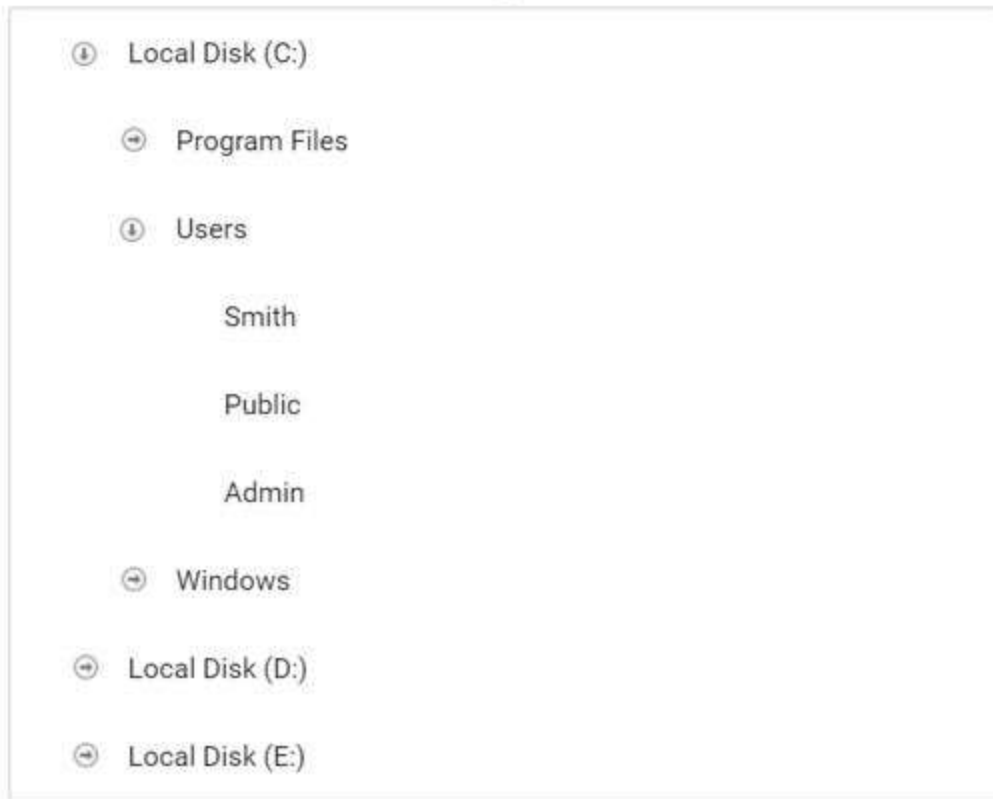 Local Disk (C:)
Program Files
Users
Smith
Public
Admin
Windows
Local Disk (D:)
Local Disk (E:)